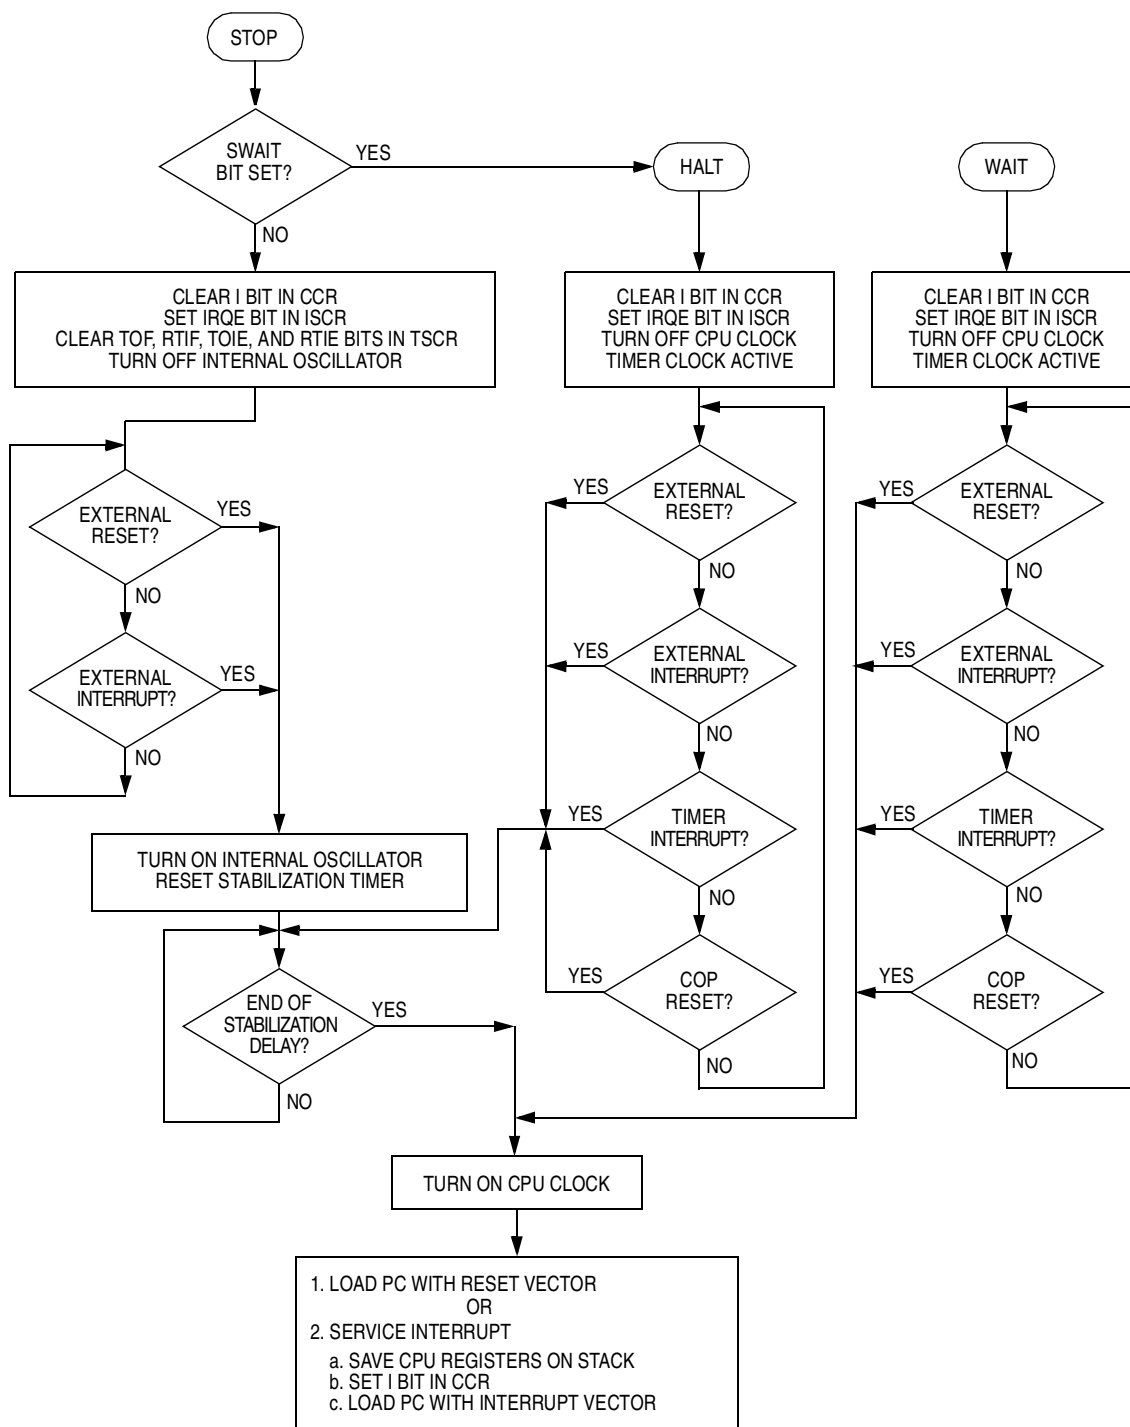 STOP
SWAIT
BIT SET?
YES
NO
HALT
WAIT
CLEAR I BIT IN CCR
SET IRQE BIT IN ISCR
CLEAR TOF, RTIF, TOIE, AND RTIE BITS IN TSCR
TURN OFF INTERNAL OSCILLATOR
CLEAR I BIT IN CCR
SET IRQE BIT IN ISCR
TURN OFF CPU CLOCK
TIMER CLOCK ACTIVE
CLEAR I BIT IN CCR
SET IRQE BIT IN ISCR
TURN OFF CPU CLOCK
TIMER CLOCK ACTIVE
EXTERNAL
RESET?
YES
NO
EXTERNAL
INTERRUPT?
YES
NO
TURN ON INTERNAL OSCILLATOR
RESET STABILIZATION TIMER
END OF
STABILIZATION
DELAY?
YES
NO
YES
EXTERNAL
RESET?
NO
YES
EXTERNAL
INTERRUPT?
NO
YES
TIMER
INTERRUPT?
NO
YES
COP
RESET?
NO
YES
EXTERNAL
RESET?
NO
YES
EXTERNAL
INTERRUPT?
NO
YES
TIMER
INTERRUPT?
NO
YES
COP
RESET?
NO
TURN ON CPU CLOCK
1. LOAD PC WITH RESET VECTOR
OR
2. SERVICE INTERRUPT
a. SAVE CPU REGISTERS ON STACK
b. SET I BIT IN CCR
c. LOAD PC WITH INTERRUPT VECTOR